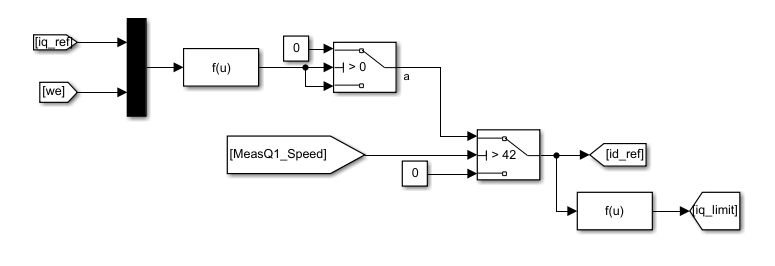 [iq_ref]
[we]
f(u)
0
> 0
a
[MeasQ1_Speed]
0
> 42
[id_ref]
f(u)
[iq_limit]